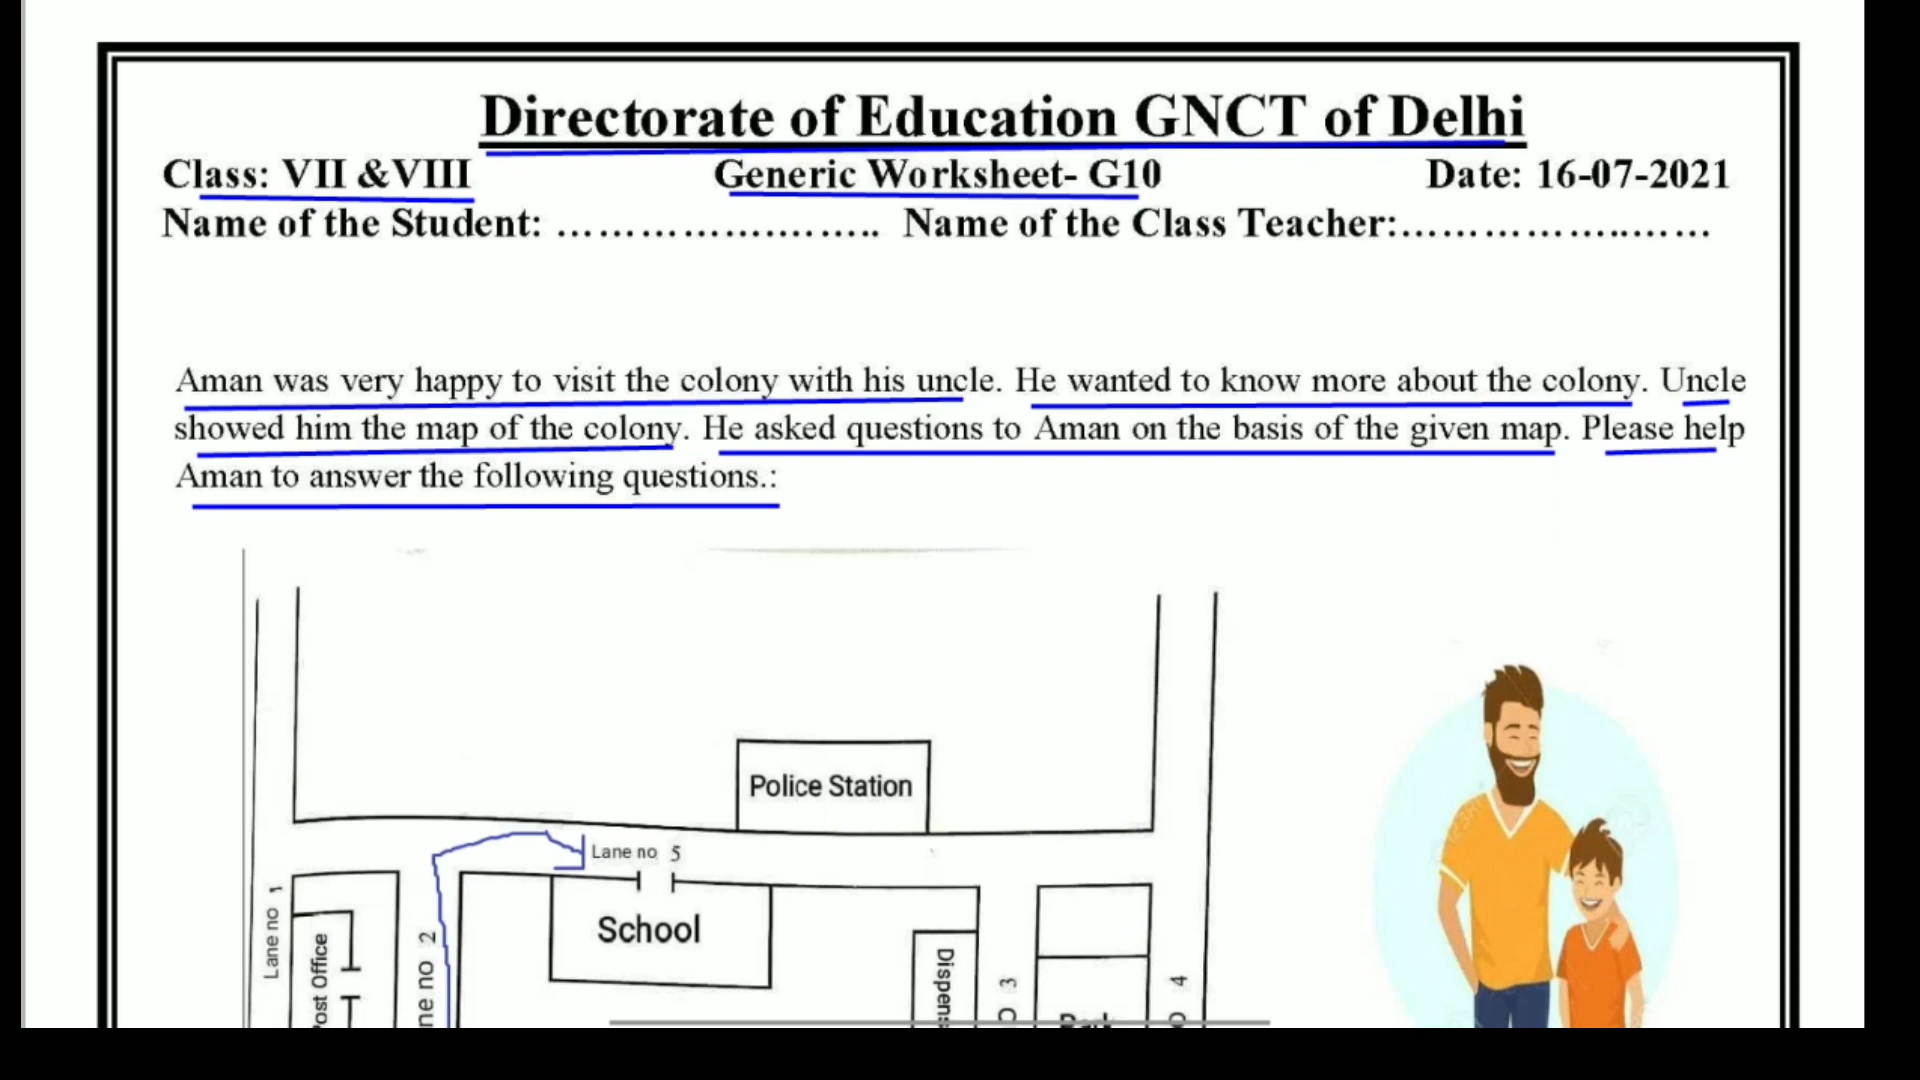 Directorate of Education GNCT of Delhi
Class: VII &VIII Generic Worksheet- G10 Date: 16-07-2021
Name of the Student: ........................ Name of the Class Teacher:........................
Aman was very happy to visit the colony with his uncle. He wanted to know more about the colony. Uncle
showed him the map of the colony. He asked questions to Aman on the basis of the given map. Please help
Aman to answer the following questions.:
Police Station
Lane no 5
School
Lane no 1
Post Office
ne no 2
Dispens
3
4